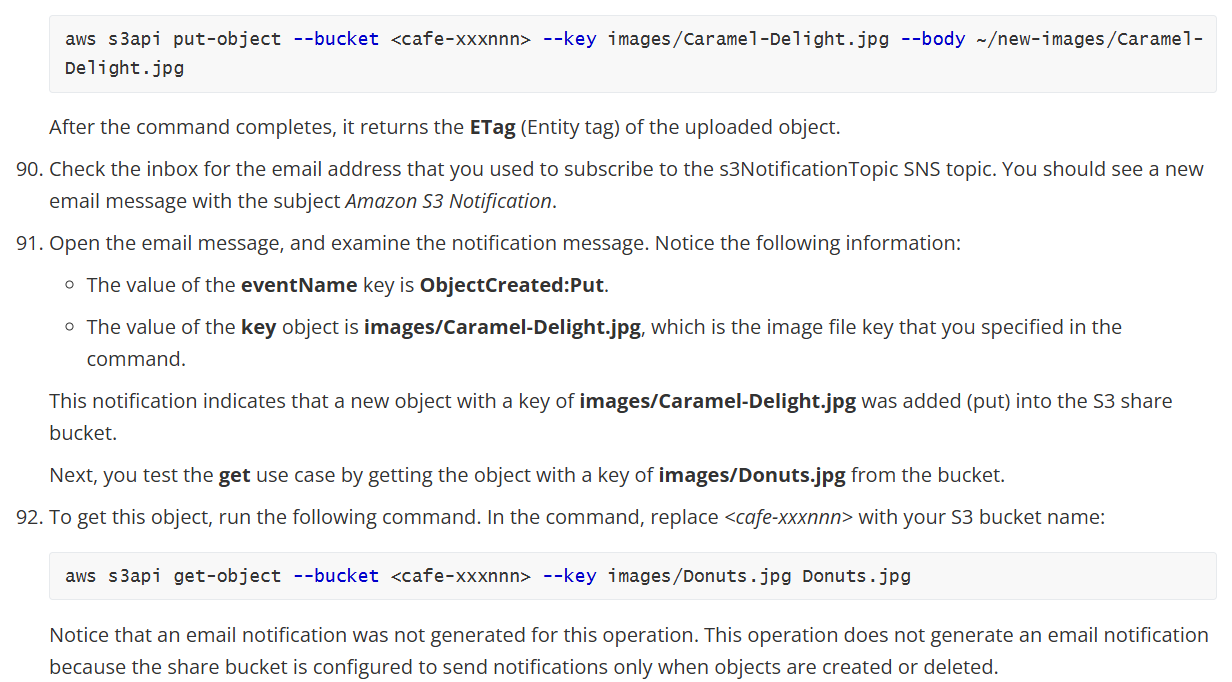 aws s3api put-object --bucket <cafe-xxxnnn> --key images/Caramel-Delight.jpg --body ~/new-images/Caramel-
Delight.jpg
After the command completes, it returns the ETag (Entity tag) of the uploaded object.
90. Check the inbox for the email address that you used to subscribe to the s3NotificationTopic SNS topic. You should see a new
email message with the subject Amazon S3 Notification.
91. Open the email message, and examine the notification message. Notice the following information:
○ The value of the eventName key is ObjectCreated:Put.
○ The value of the key object is images/Caramel-Delight.jpg, which is the image file key that you specified in the
command.
This notification indicates that a new object with a key of images/Caramel-Delight.jpg was added (put) into the S3 share
bucket.
Next, you test the get use case by getting the object with a key of images/Donuts.jpg from the bucket.
92. To get this object, run the following command. In the command, replace <cafe-xxxnnn> with your S3 bucket name:
aws s3api get-object --bucket <cafe-xxxnnn> --key images/Donuts.jpg Donuts.jpg
Notice that an email notification was not generated for this operation. This operation does not generate an email notification
because the share bucket is configured to send notifications only when objects are created or deleted.